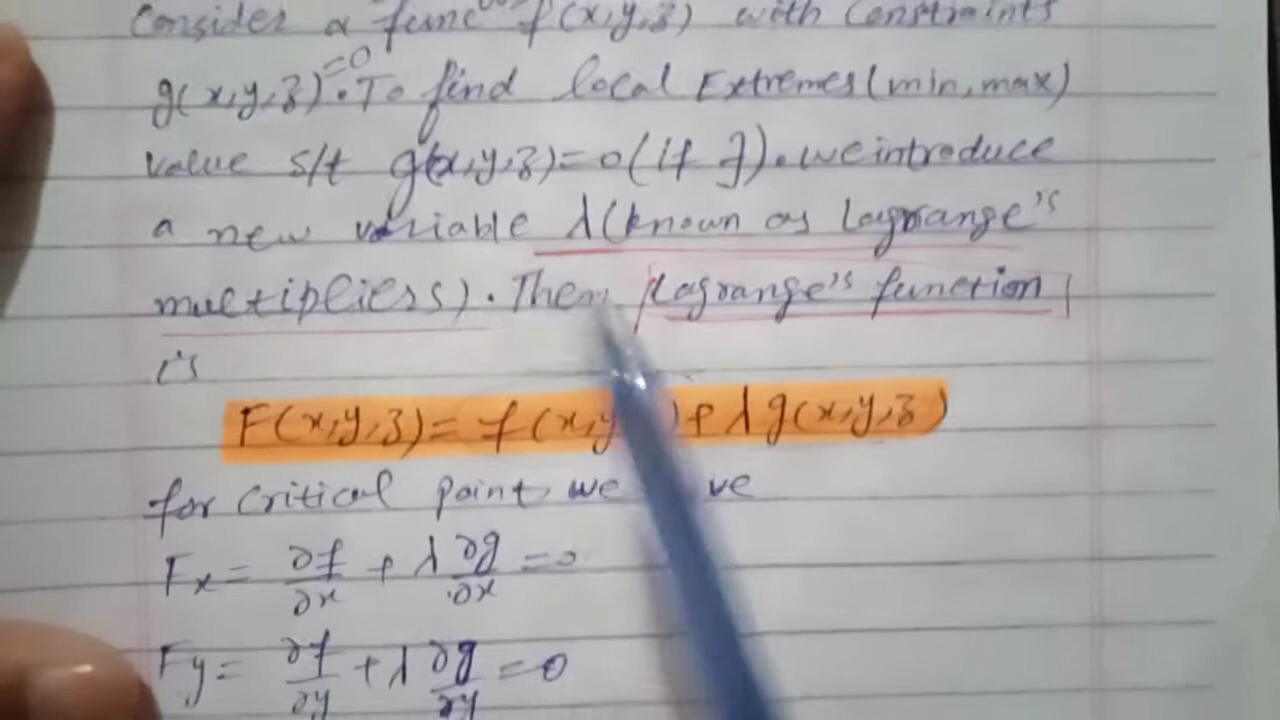 Consider a func f(x,y,z) with Constraints
g(x,y,z)=0. To find local Extremes(min,max)
value s/t g(x,y,z)=0(if ∃). we introduce
a new variable λ(known as Lagrange's
multipliers). Then Lagrange's function
is
F(x,y,z)= f(x,y )+λg(x,y,z)
for critical point, we ve
Fx= ∂f/∂x + λ ∂g/∂x =0
Fy= ∂f/∂y +λ ∂g/∂y =0